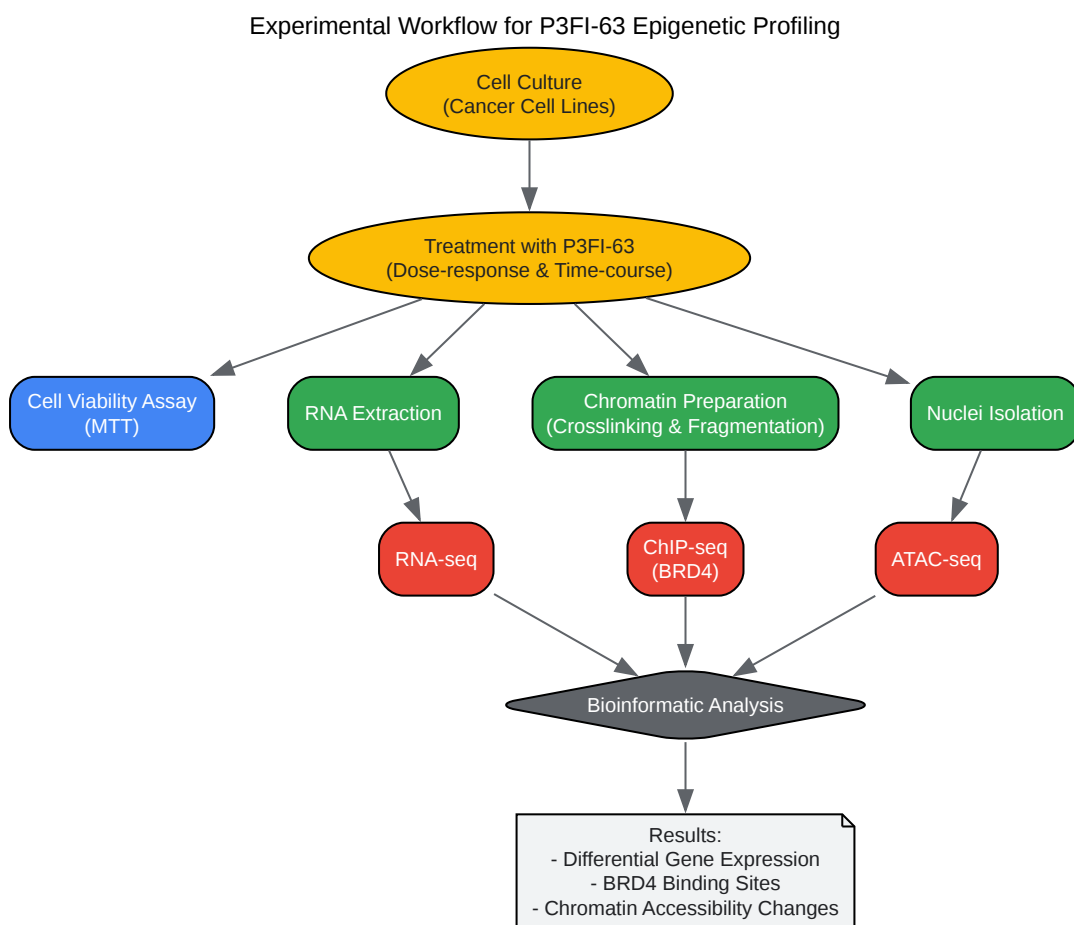 Experimental Workflow for P3FI-63 Epigenetic Profiling
Cell Culture
(Cancer Cell Lines)
Treatment with P3FI-63
(Dose-response & Time-course)
Cell Viability Assay
(MTT)
RNA Extraction
Chromatin Preparation
(Crosslinking & Fragmentation)
Nuclei Isolation
RNA-seq
ChIP-seq
(BRD4)
ATAC-seq
Bioinformatic Analysis
Results:
- Differential Gene Expression
- BRD4 Binding Sites
- Chromatin Accessibility Changes